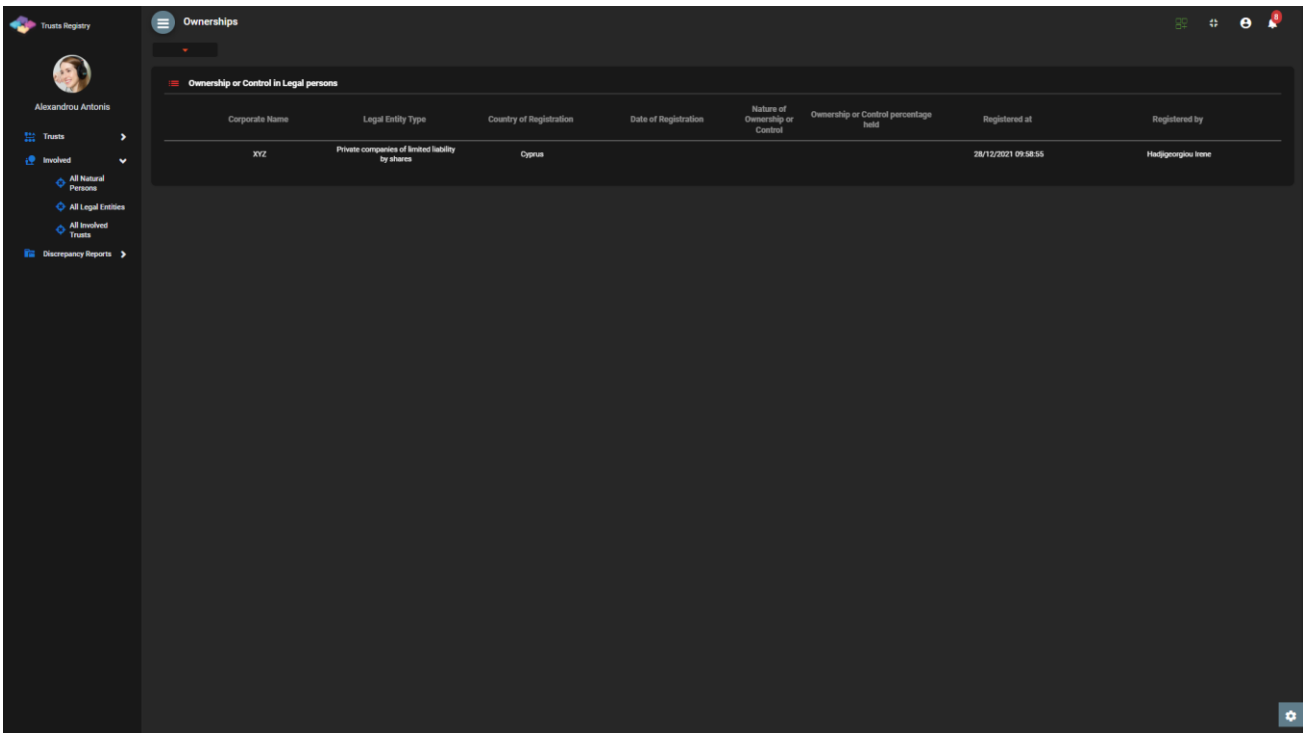 Trusts Registry
Ownerships
8
Alexandrou Antonis
Trusts
Involved
All Natural
Persons
All Legal Entities
All Involved
Trusts
Discrepancy Reports
Ownership or Control in Legal persons
Corporate Name
Legal Entity Type
Country of Registration
Date of Registration
Nature of
Ownership or
Control
Ownership or Control percentage
held
Registered at
Registered by
XYZ
Private companies of limited liability
by shares
Cyprus
28/12/2021 09:58:55
Hadjigeorgiou Irene